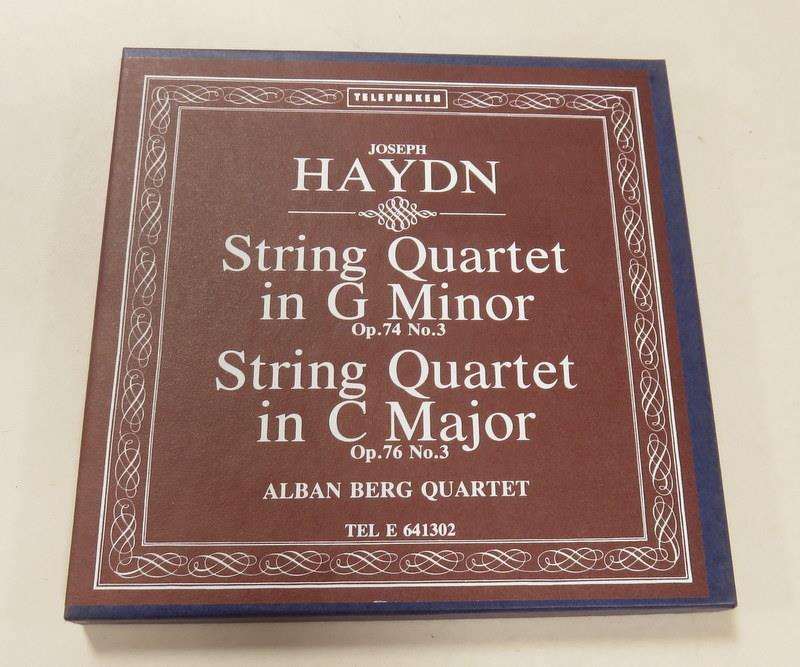 TELEFUNKEN
JOSEPH
HAYDN
String Quartet
in G Minor
Op.74 No.3
String Quartet
in C Major
Op.76 No.3
ALBAN BERG QUARTET
TEL E 641302